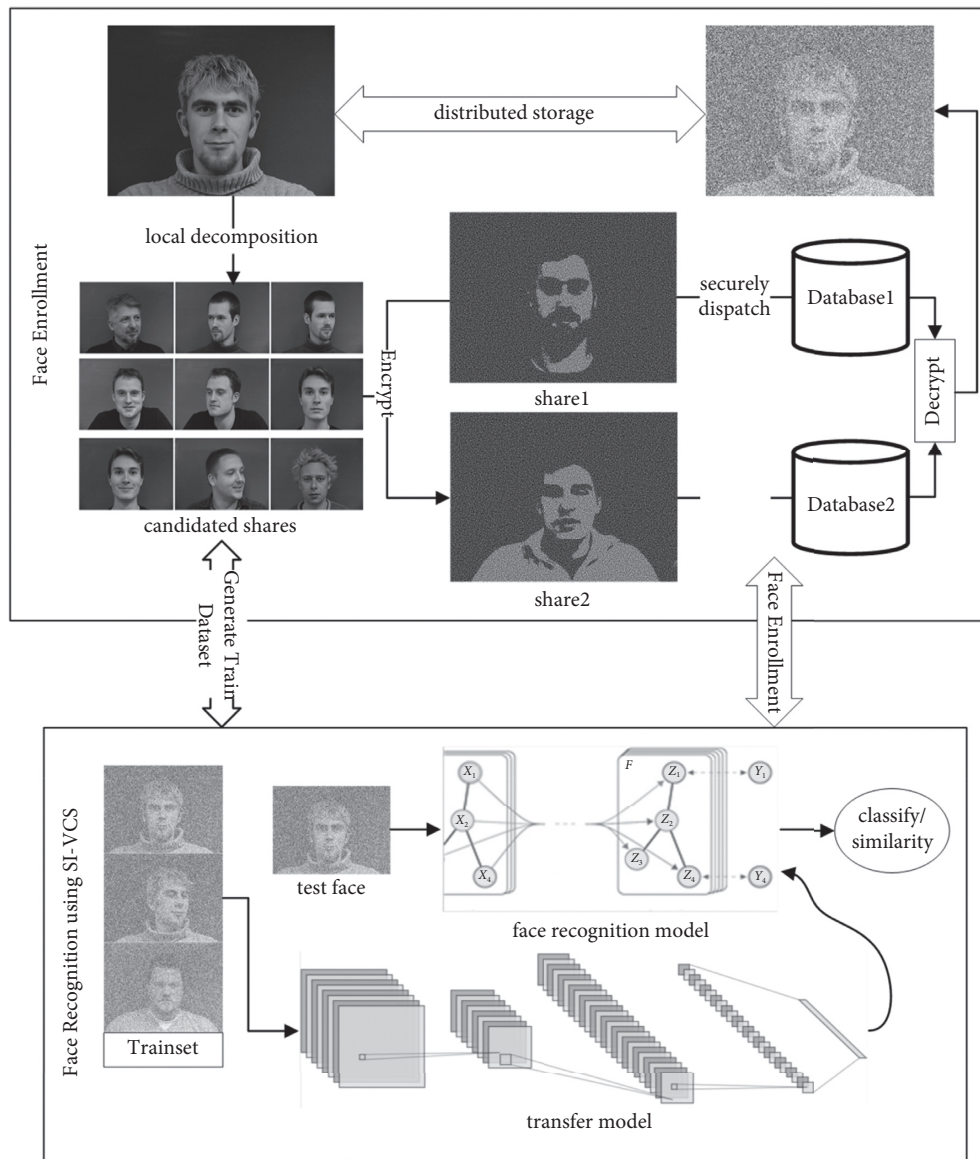 Face Enrollment
distributed storage
local decomposition
candidated shares
Encrypt
share1
share2
securely
dispatch
Database1
Database2
Decrypt
Generate Train
Dataset
Face Enrollment
Face Recognition using SI-VCS
Trainset
test face
X1
X2
X4
F
Z1
Z2
Z3
Z4
Y1
Y4
face recognition model
classify/
similarity
transfer model